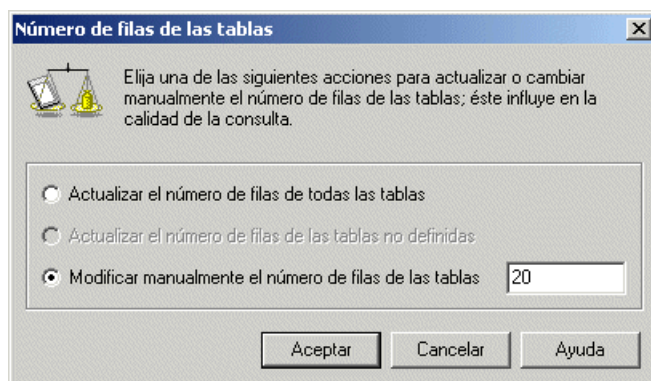 Número de filas de las tablas
Elija una de las siguientes acciones para actualizar o cambiar
manualmente el número de filas de las tablas; éste influye en la
calidad de la consulta.
Actualizar el número de filas de todas las tablas
Actualizar el número de filas de las tablas no definidas
Modificar manualmente el número de filas de las tablas 20
Aceptar Cancelar Ayuda